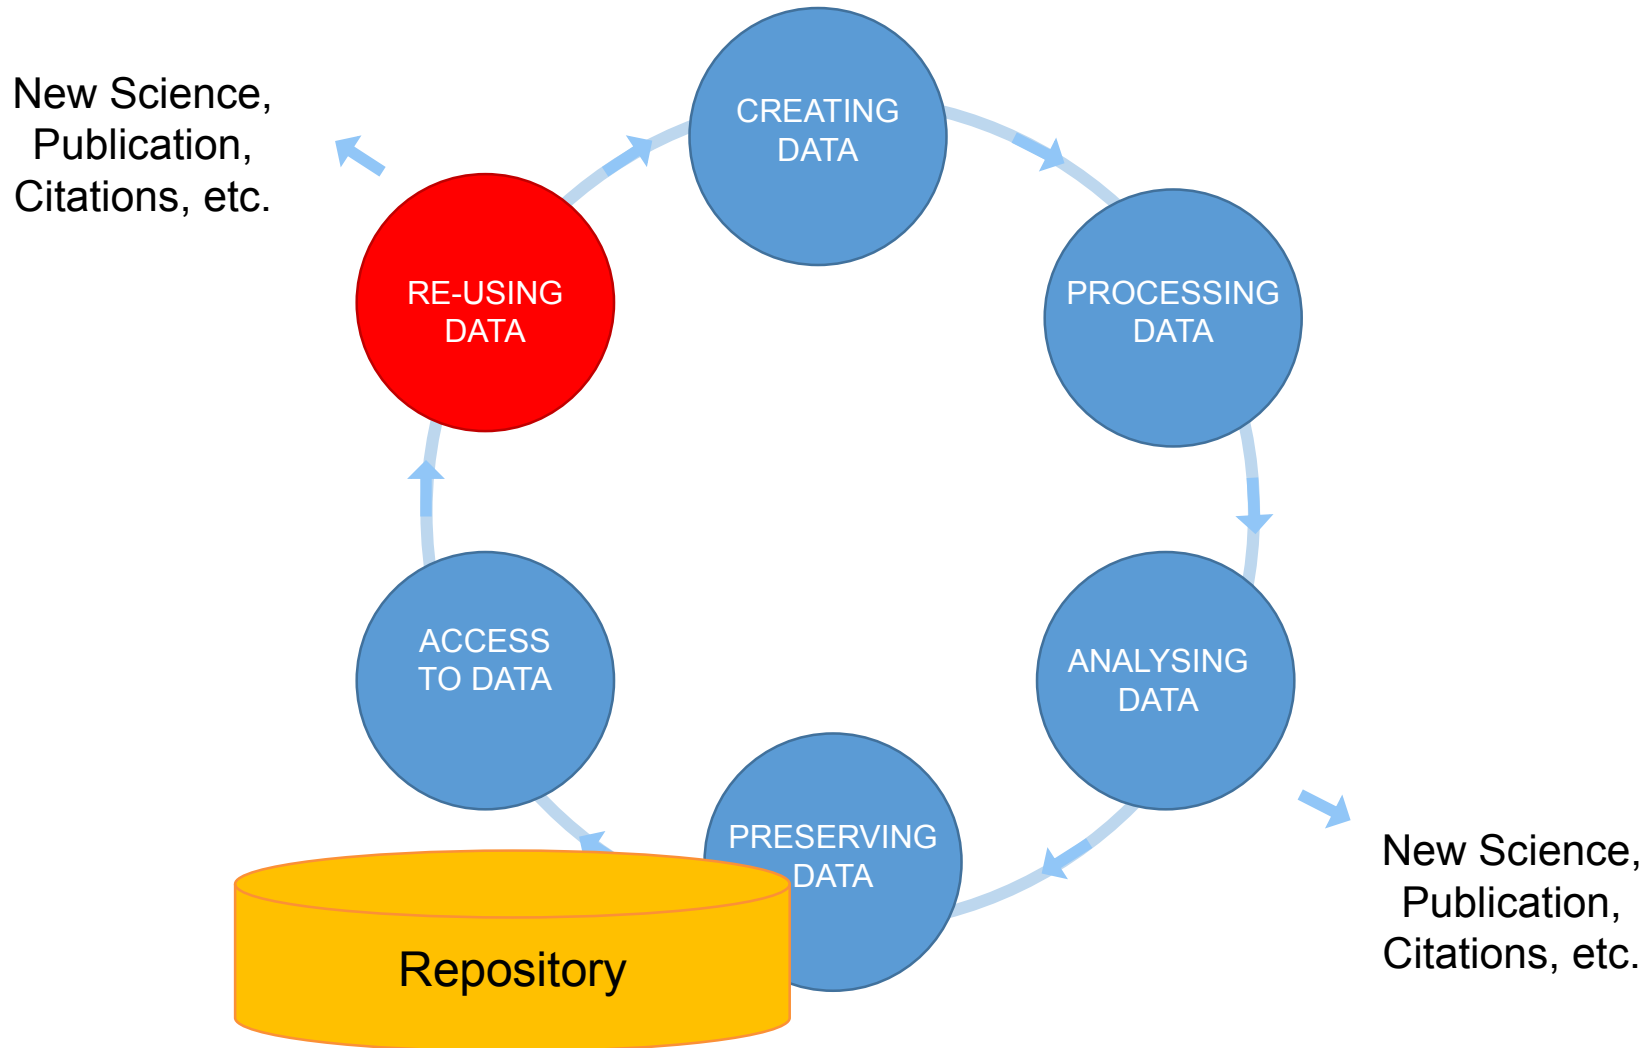 New Science,
Publication,
Citations, etc.
CREATING
DATA
PROCESSING
DATA
ANALYSING
DATA
New Science,
Publication,
Citations, etc.
PRESERVING
DATA
Repository
ACCESS
TO DATA
RE-USING
DATA